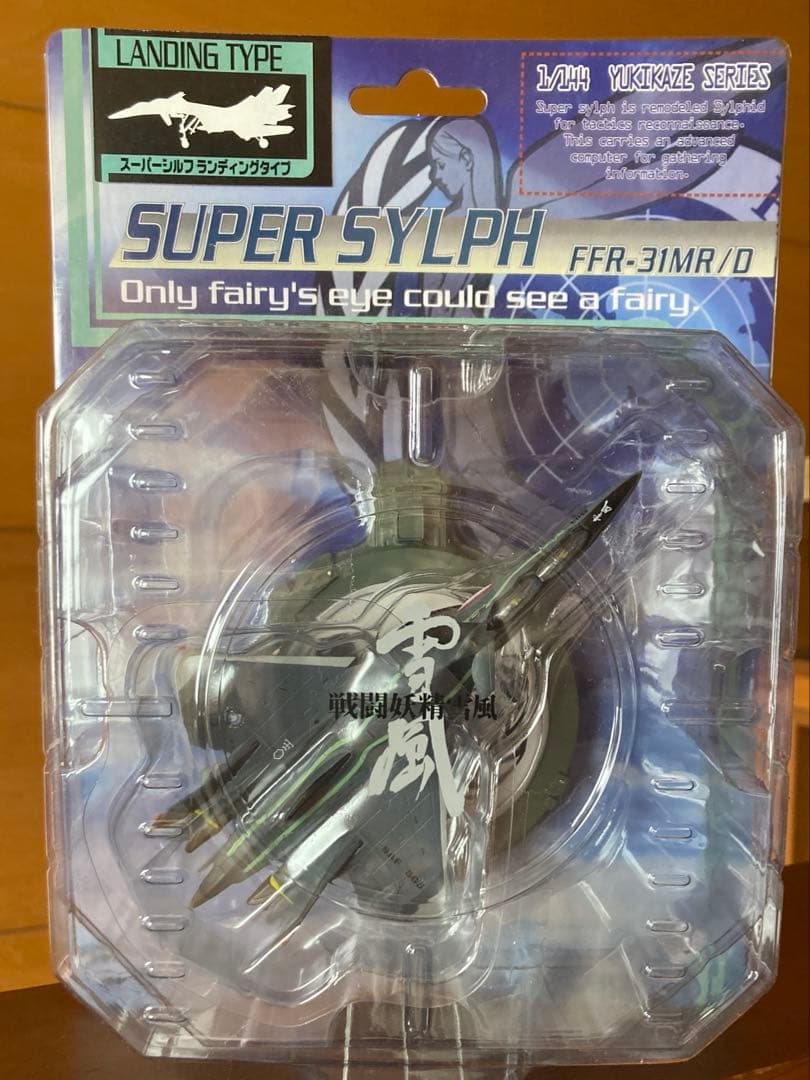 LANDING TYPE
スーパーシルフ ランディングタイプ
1/144 YUKIKAZE SERIES
Super sylph is remodeled Sylphid
for tactics reconnaissance.
This carries an advanced
computer for gathering
information.
SUPER SYLPH FFR-31MR/D
Only fairy's eye could see a fairy.
雪風
戦闘妖精雪風